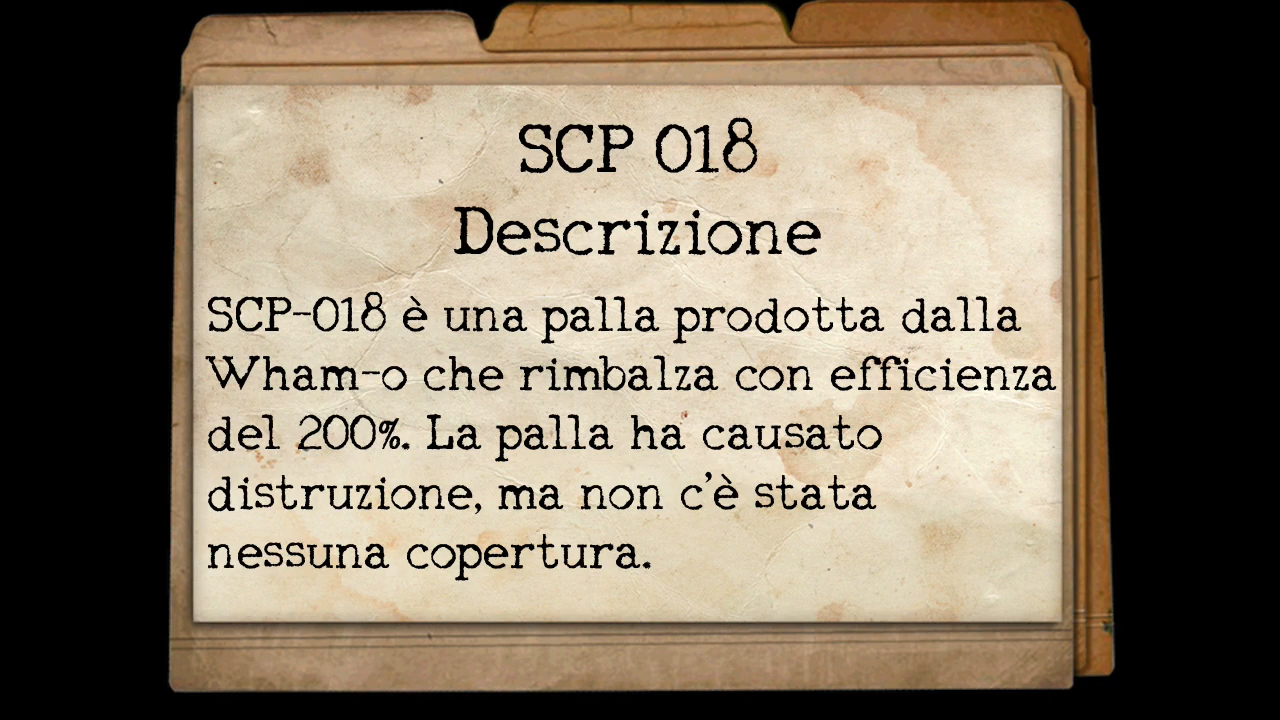 SCP 018
Descrizione
SCP-018 è una palla prodotta dalla
Wham-o che rimbalza con efficienza
del 200%. La palla ha causato
distruzione, ma non c'è stata
nessuna copertura.